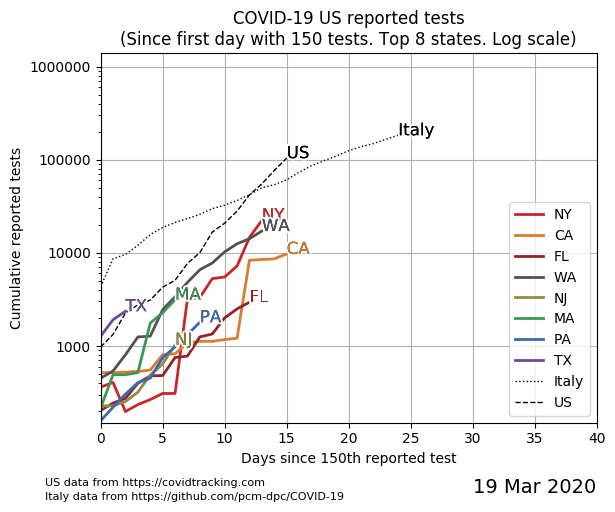 COVID-19 US reported tests
(Since first day with 150 tests. Top 8 states. Log scale)
Cumulative reported tests
1000000
100000
10000
1000
Italy
US
NY
WA
CA
TX
MA
FL
PA
NJ
NY
CA
FL
WA
NJ
MA
PA
TX
Italy
US
0 5 10 15 20 25 30 35 40
Days since 150th reported test
US data from https://covidtracking.com
Italy data from https://github.com/pcm-dpc/COVID-19
19 Mar 2020